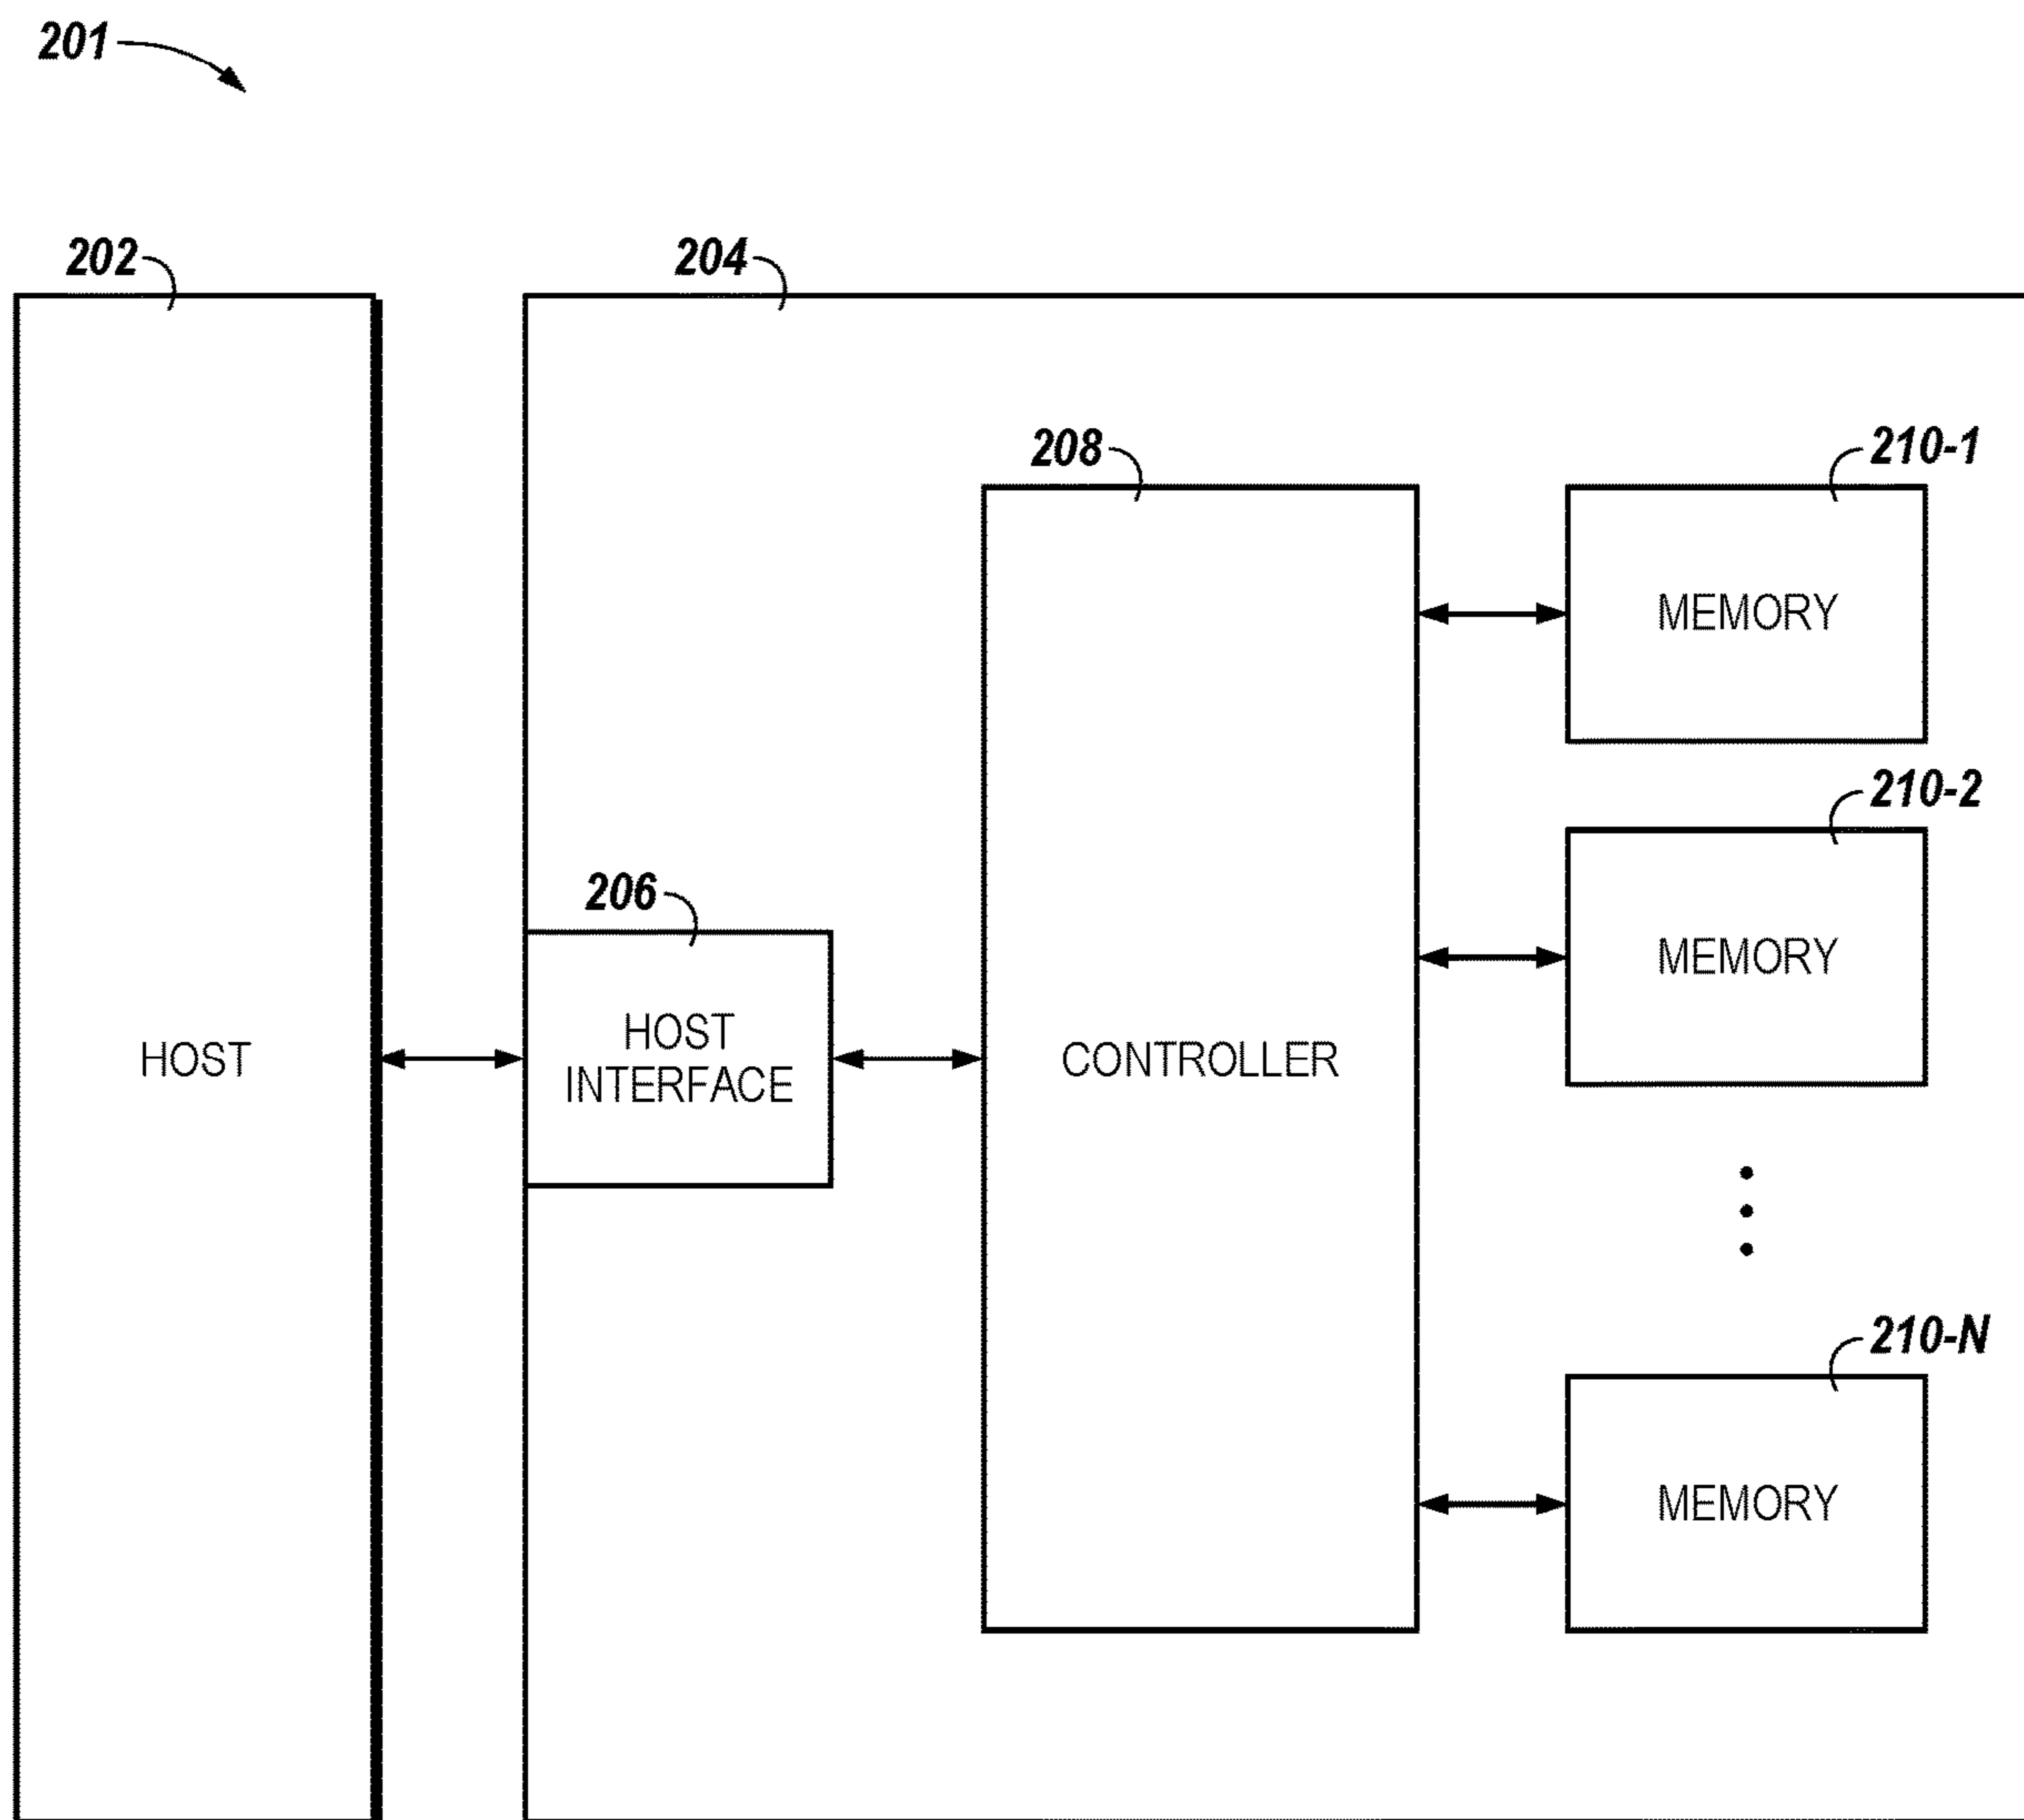 201
202
204
208
210-1
MEMORY
210-2
206
MEMORY
HOST
HOST
INTERFACE
CONTROLLER
210-N
MEMORY